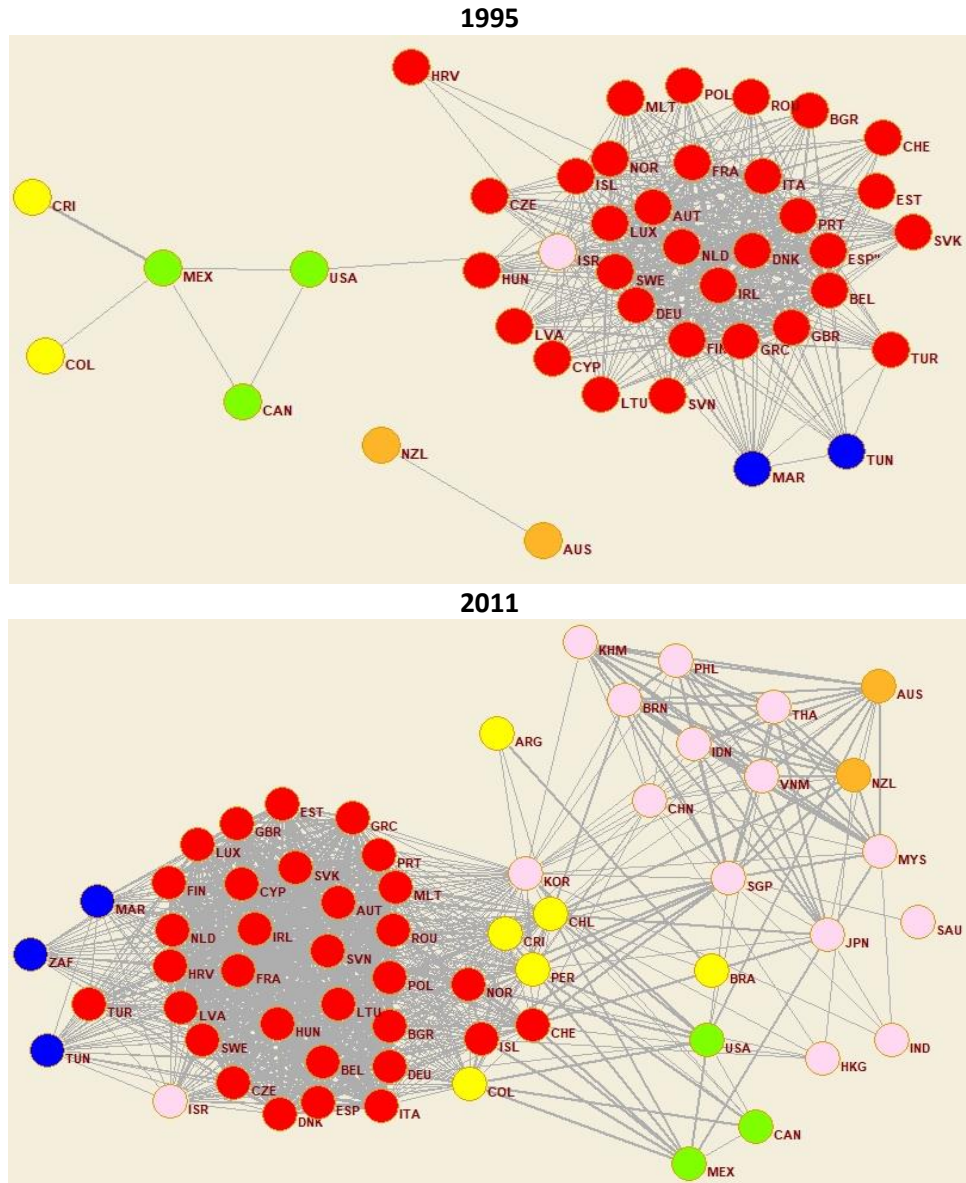 1995
HRV
MLT
POL
ROU
BGR
CHE
NOR
FRA
ITA
ISL
CZE
EST
CRI
AUT
PRT
LUX
SVK
NLD
DNK
ESP"
ISR
MEX
USA
HUN
SWE
IRL
BEL
DEU
LVA
FIN
GRC
GBR
COL
CYP
TUR
CAN
LTU
SVN
NZL
TUN
MAR
AUS
2011
KHM
PHL
AUS
BRN
THA
ARG
IDN
VNM
NZL
CHN
EST
GBR
GRC
LUX
PRT
MYS
SVK
KOR
SGP
FIN
CYP
MLT
MAR
AUT
CHL
SAU
NLD
IRL
ROU
CRI
JPN
ZAF
SVN
HRV
FRA
POL
PER
BRA
NOR
TUR
LVA
LTU
HUN
BGR
CHE
SWE
ISL
USA
IND
TUN
BEL
DEU
HKG
CZE
COL
ISR
DNK
ESP
ITA
CAN
MEX